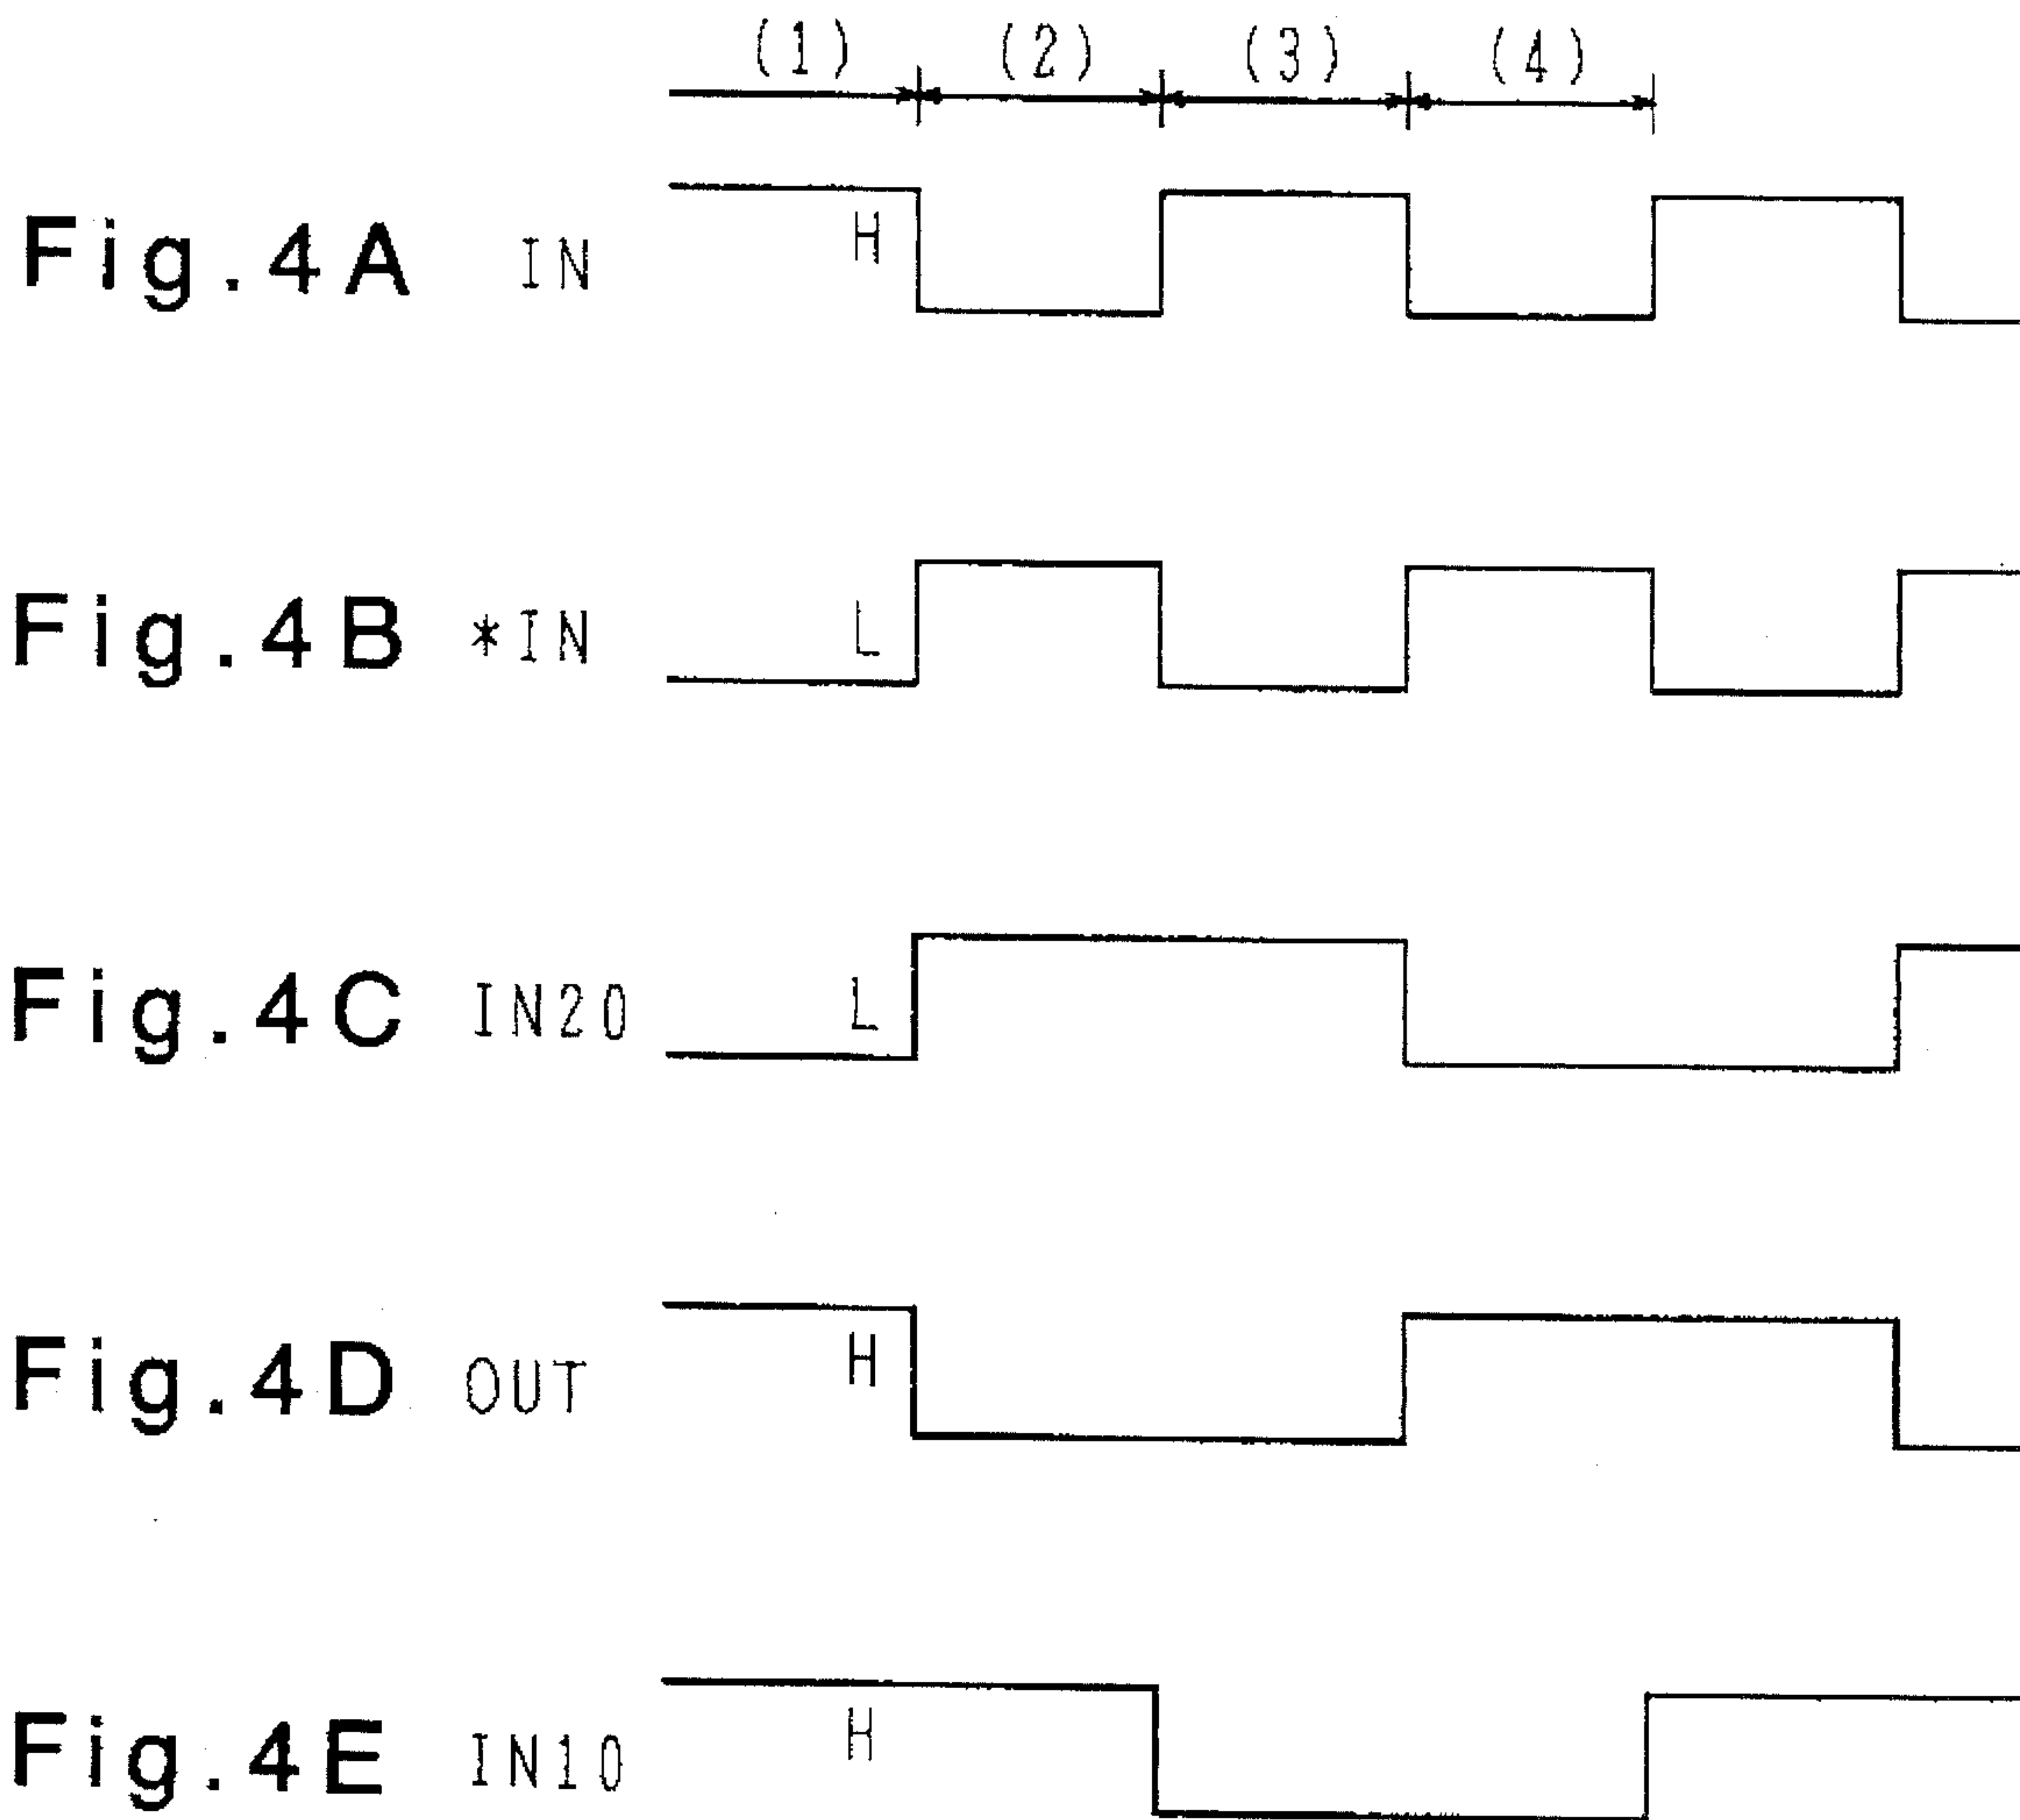 (1) (2) (3) (4)
Fig.4A IN H
Fig.4B *IN L
Fig.4C IN20 L
Fig.4D OUT H
Fig.4E IN10 H